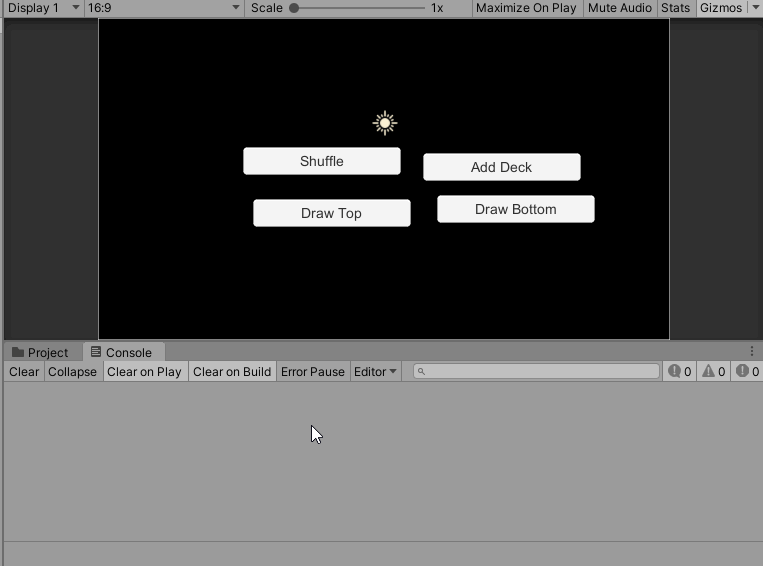 Display 1 16:9 Scale 1x Maximize On Play Mute Audio Stats Gizmos
Shuffle
Add Deck
Draw Top
Draw Bottom
Project Console
Clear Collapse Clear on Play Clear on Build Error Pause Editor 0 0 0